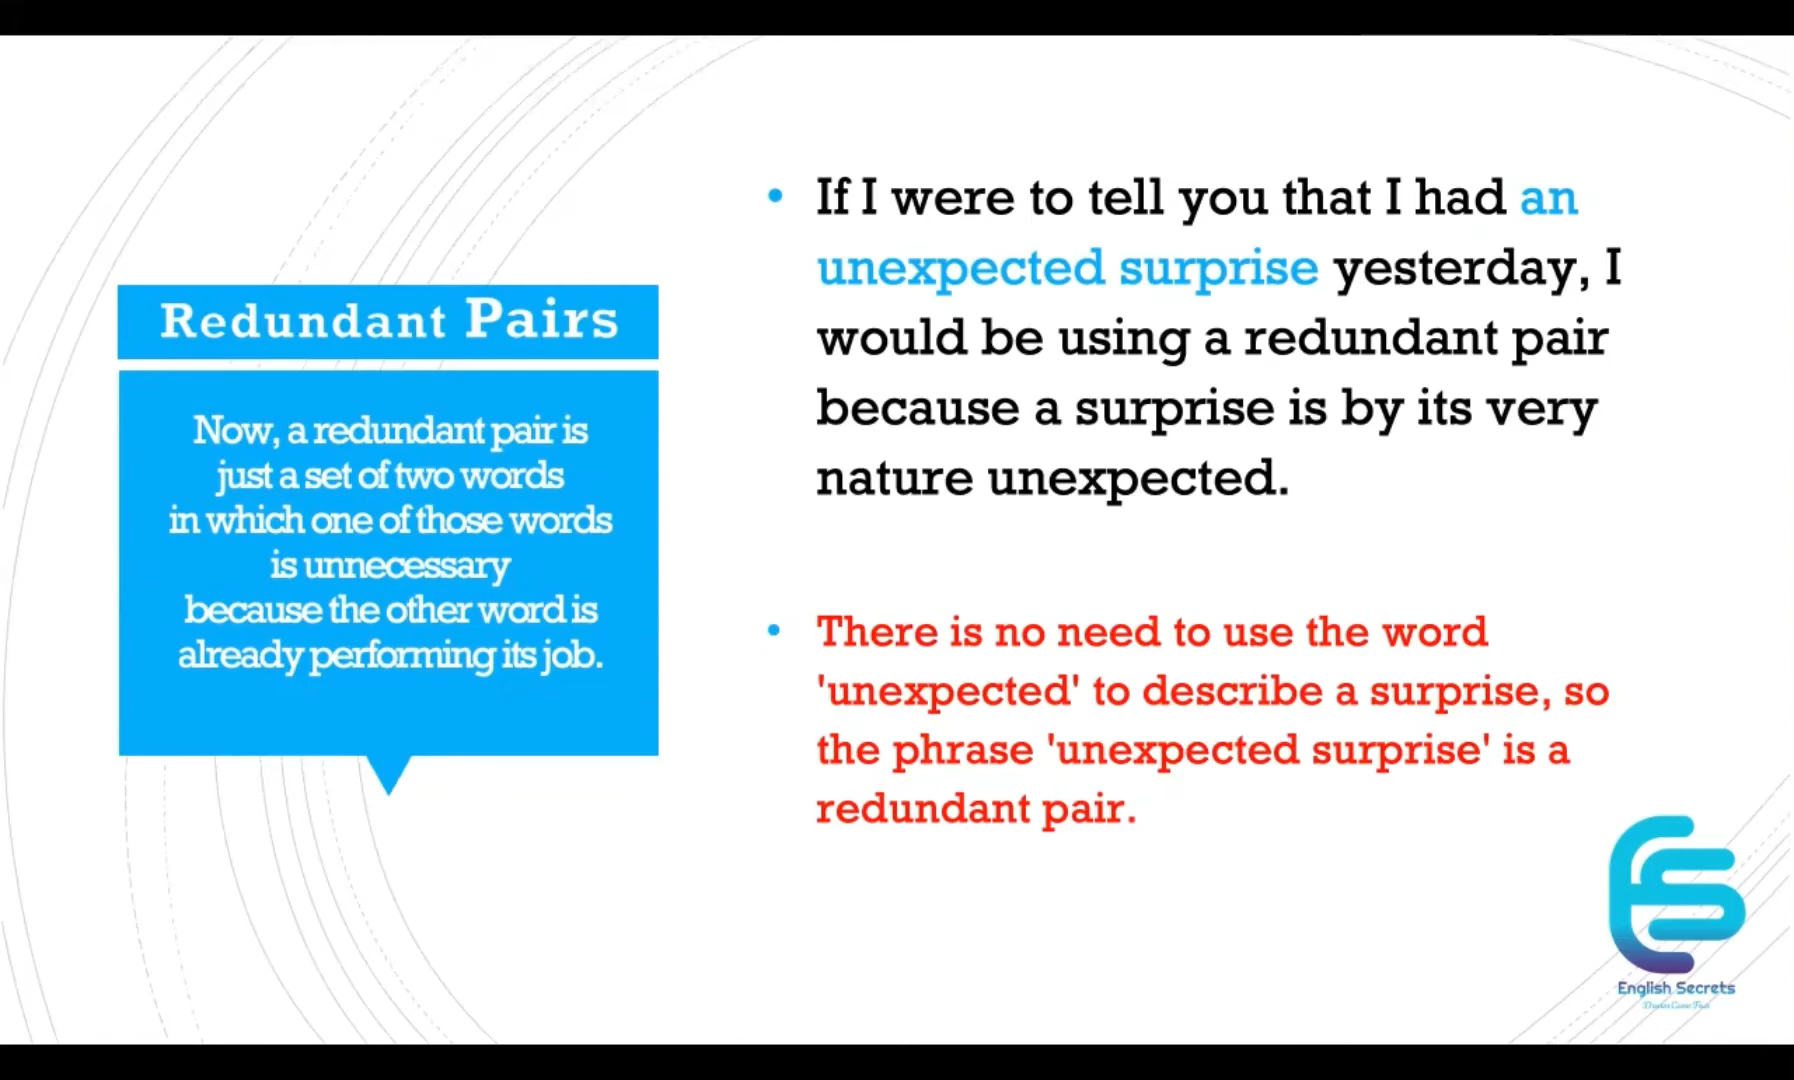 Redundant Pairs
Now, a redundant pair is
just a set of two words
in which one of those words
is unnecessary
because the other word is
already performing its job.
• If I were to tell you that I had an
unexpected surprise yesterday, I
would be using a redundant pair
because a surprise is by its very
nature unexpected.
• There is no need to use the word
'unexpected' to describe a surprise, so
the phrase 'unexpected surprise' is a
redundant pair.
English Secrets